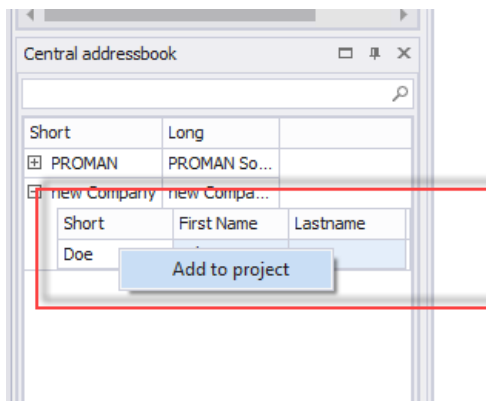 Central addressbook
Short Long
PROMAN PROMAN So...
new Company new Compa...
Short First Name Lastname
Doe
Add to project